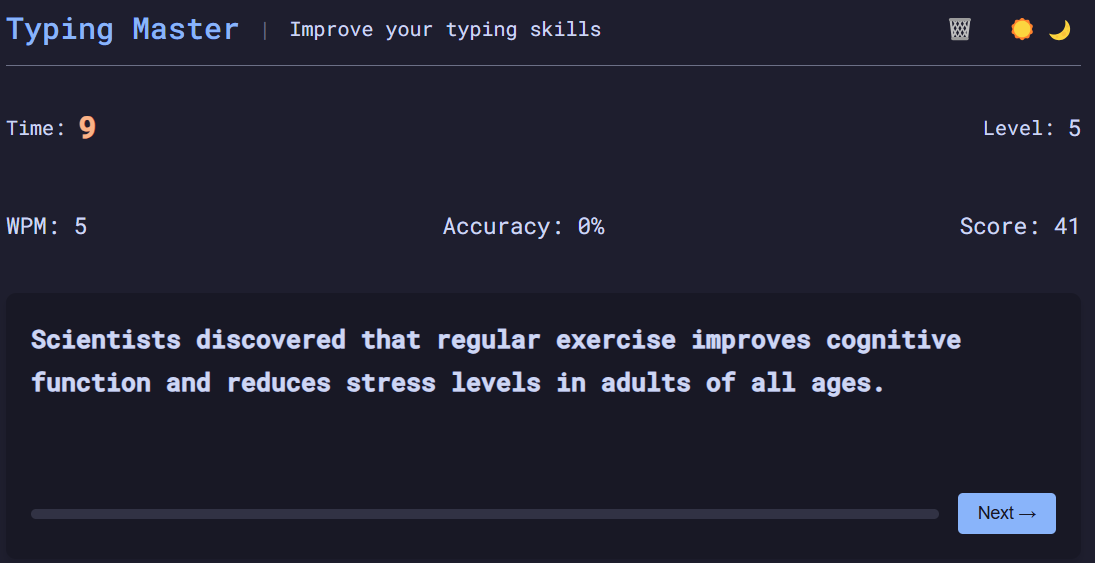 Typing Master | Improve your typing skills
Time: 9 Level: 5
WPM: 5 Accuracy: 0% Score: 41
Scientists discovered that regular exercise improves cognitive
function and reduces stress levels in adults of all ages.
Next →